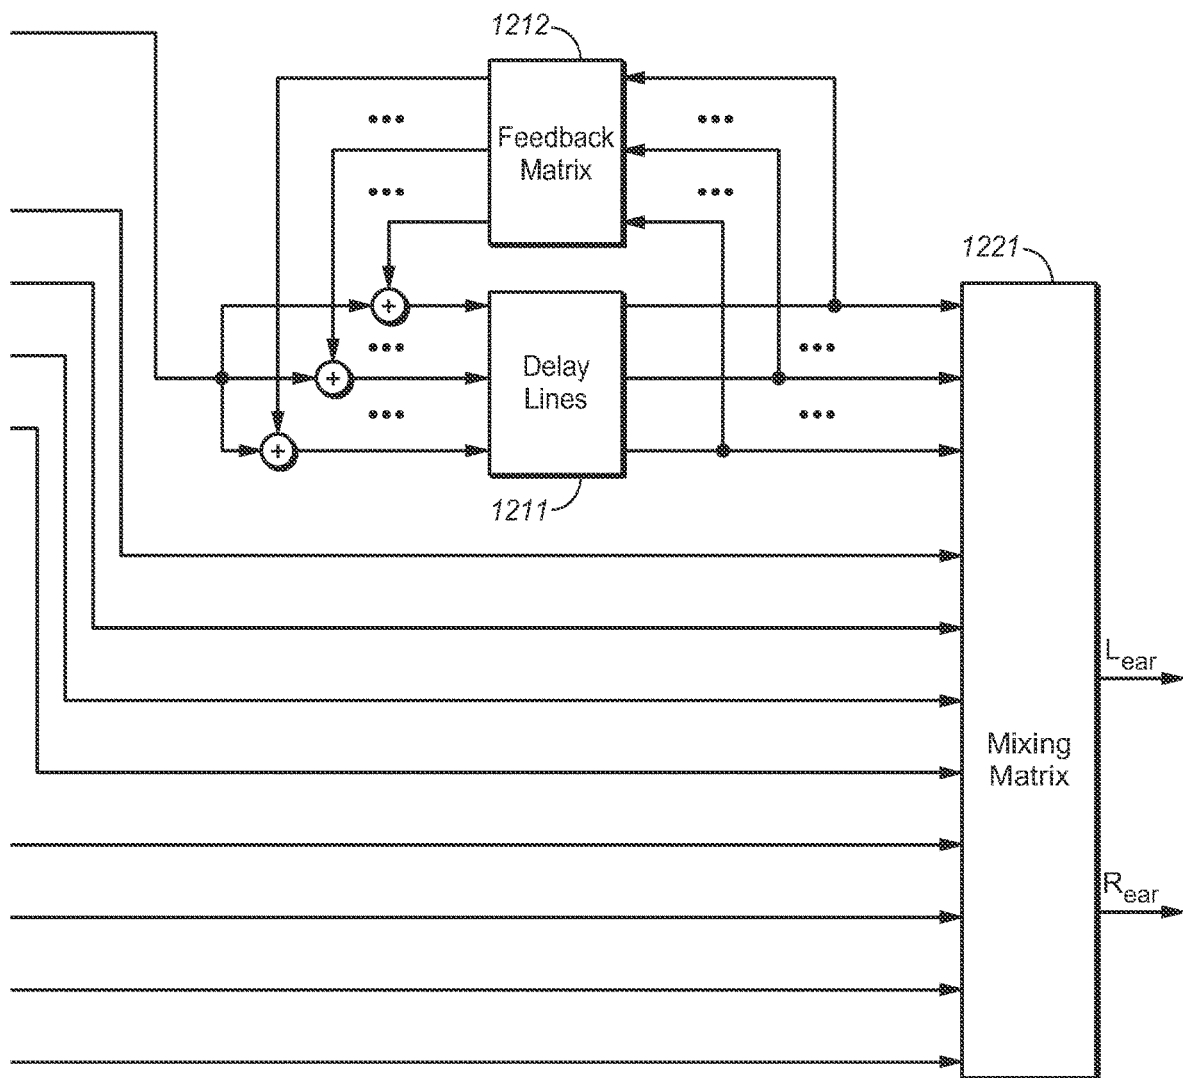 1212
Feedback
Matrix
1221
+
+
+
Delay
Lines
1211
L_ear
Mixing
Matrix
R_ear